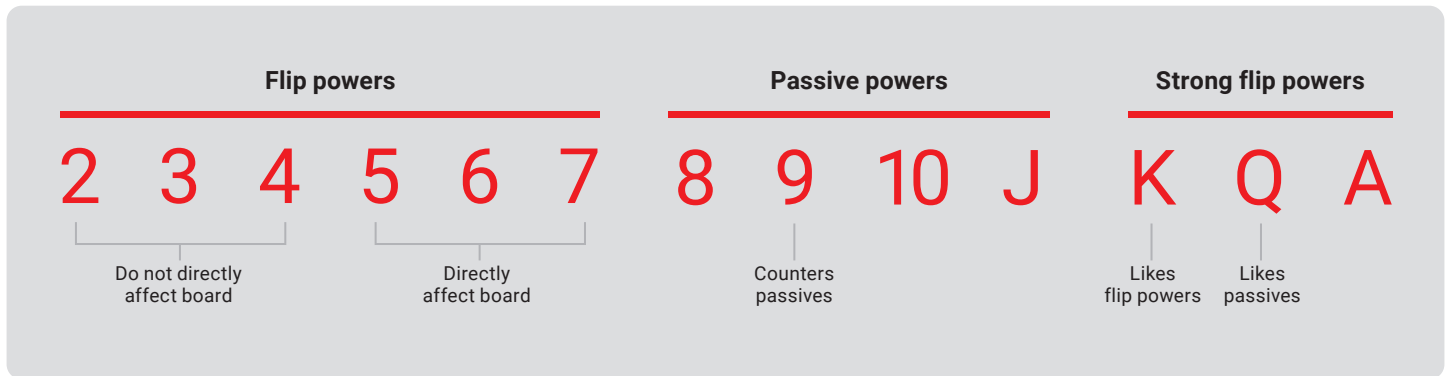 Flip powers Passive powers Strong flip powers
2 3 4 5 6 7 8 9 10 J K Q A
Do not directly
affect board
Directly
affect board
Counters
passives
Likes
flip powers
Likes
passives